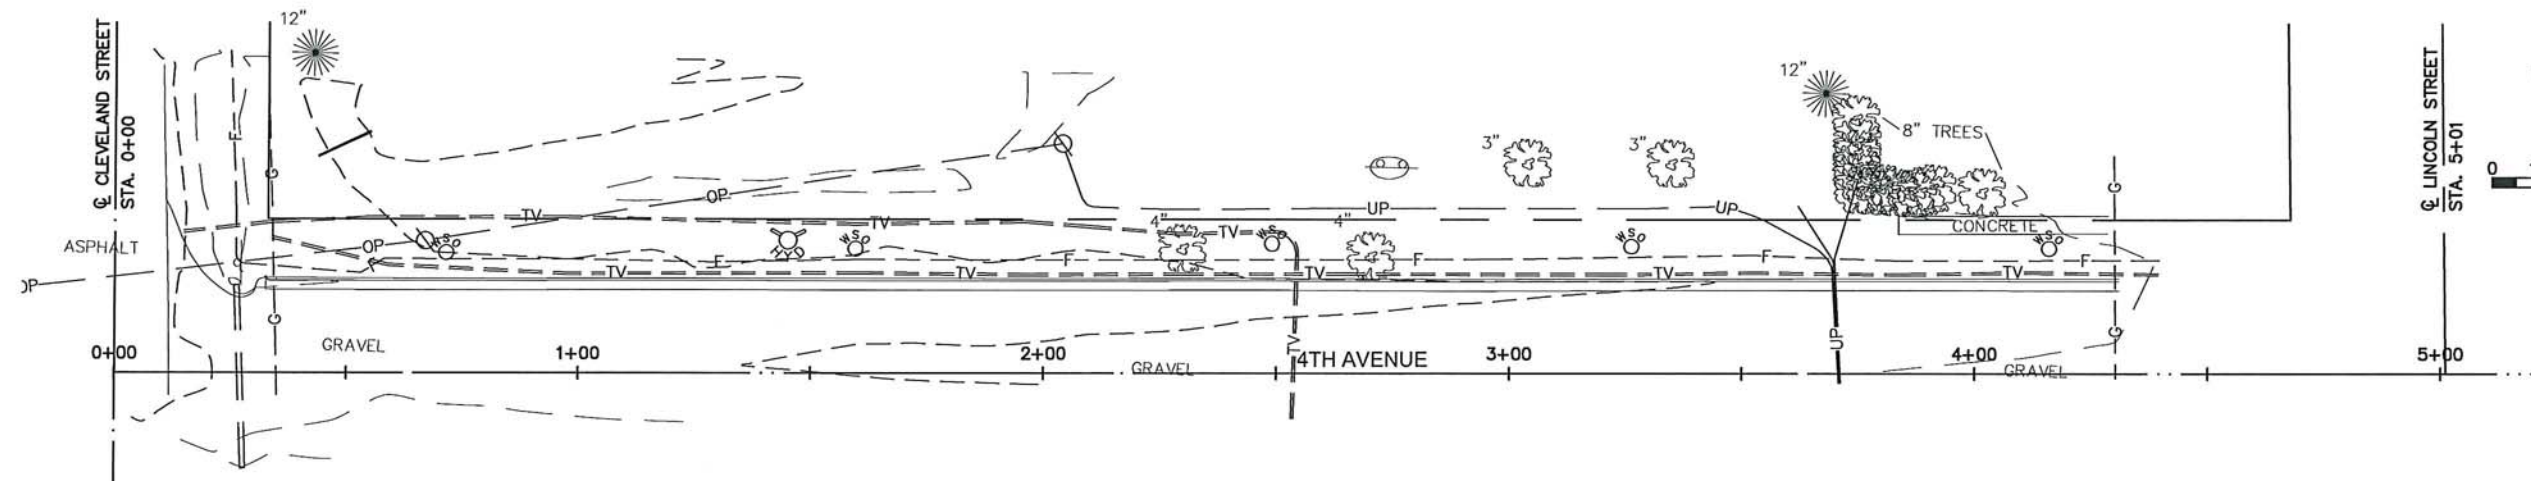 12"
℄ CLEVELAND STREET
STA. 0+00
12"
℄ LINCOLN STREET
STA. 5+01
F
3"
3"
8" TREES
0
G
G
OP
TV
TV
4"
UP
4"
UP
TV
CONCRETE
ASPHALT
OP
WSO
HYD
WSO
WSO
WSO
WSO
F
F
F
F
F
TV
TV
TV
TV
TV
OP
G
G
GRAVEL
TV
UP
0+00
1+00
2+00
4TH AVENUE
3+00
4+00
5+00
GRAVEL
GRAVEL